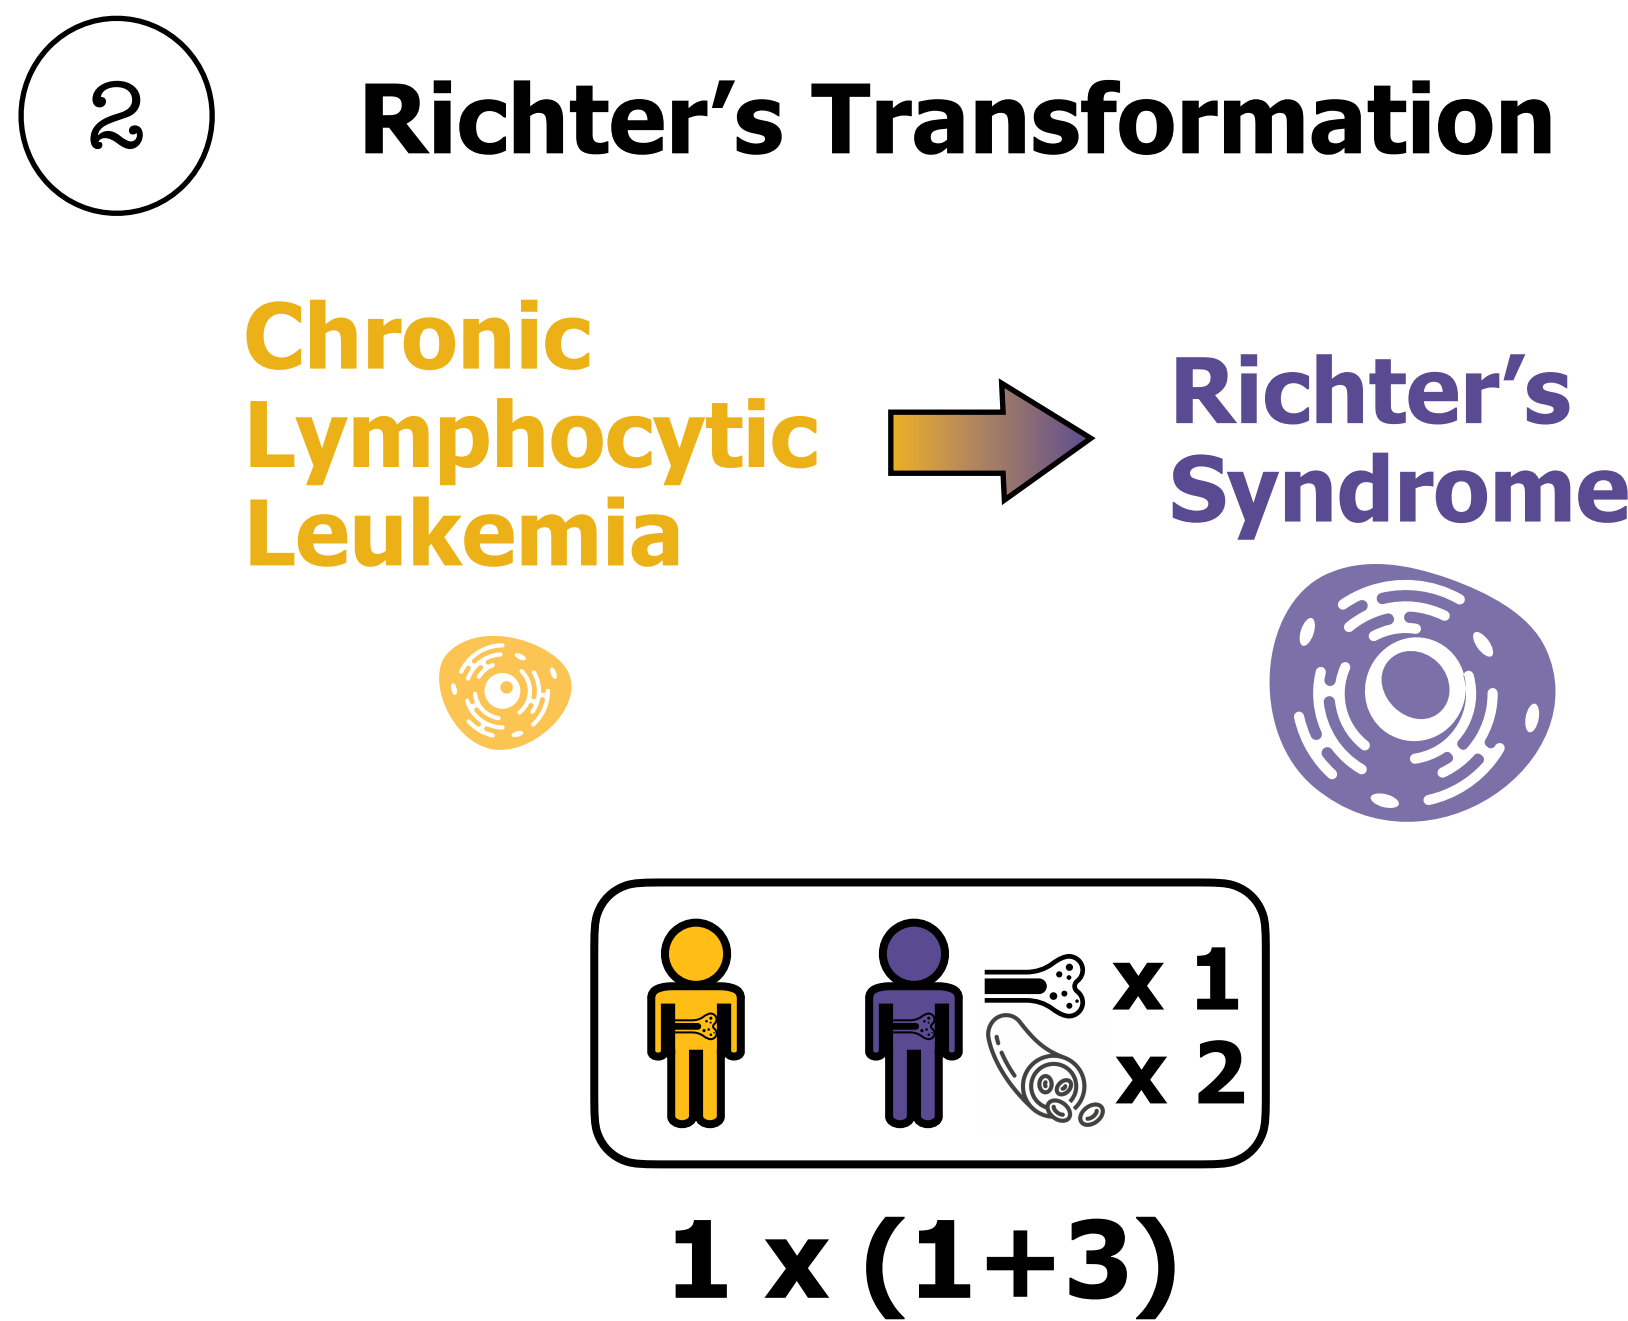 2
Richter’s Transformation
Chronic
Lymphocytic
Leukemia
Richter’s
Syndrome
x 1
x 2
1 x (1+3)